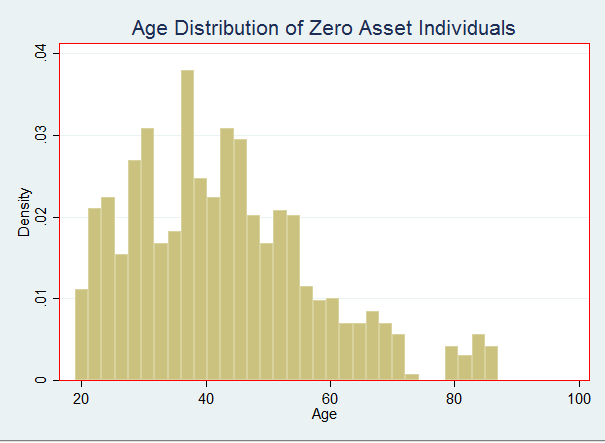 Age Distribution of Zero Asset Individuals
.04
.03
.02
.01
0
Density
20 40 60 80 100
Age